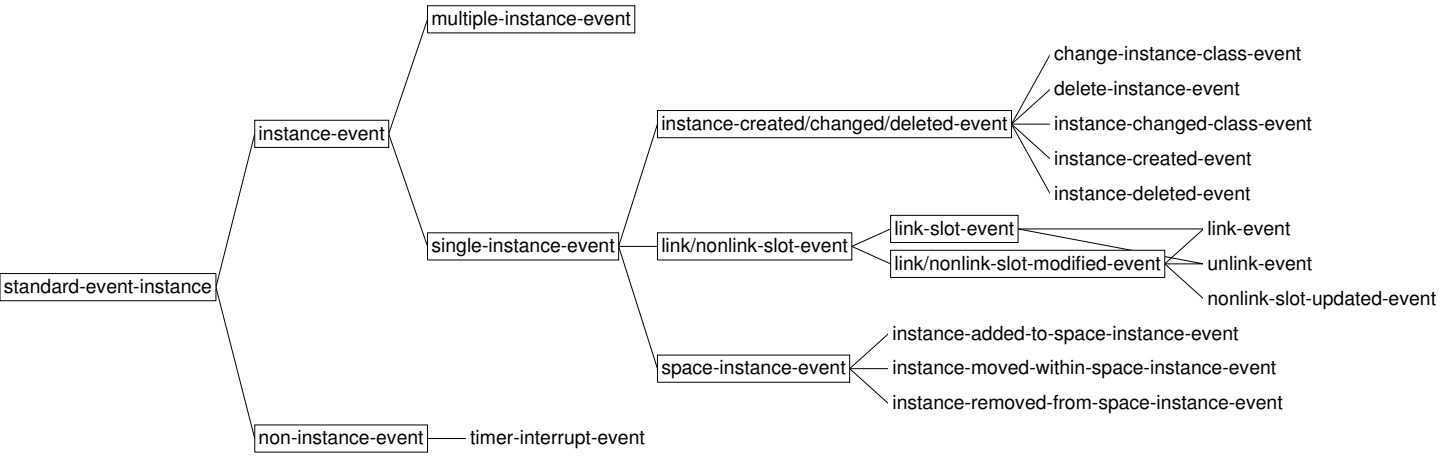 multiple-instance-event
change-instance-class-event
delete-instance-event
instance-event
instance-created/changed/deleted-event
instance-changed-class-event
instance-created-event
instance-deleted-event
link-slot-event
link-event
single-instance-event
link/nonlink-slot-event
link/nonlink-slot-modified-event
unlink-event
standard-event-instance
nonlink-slot-updated-event
instance-added-to-space-instance-event
space-instance-event
instance-moved-within-space-instance-event
instance-removed-from-space-instance-event
non-instance-event
timer-interrupt-event